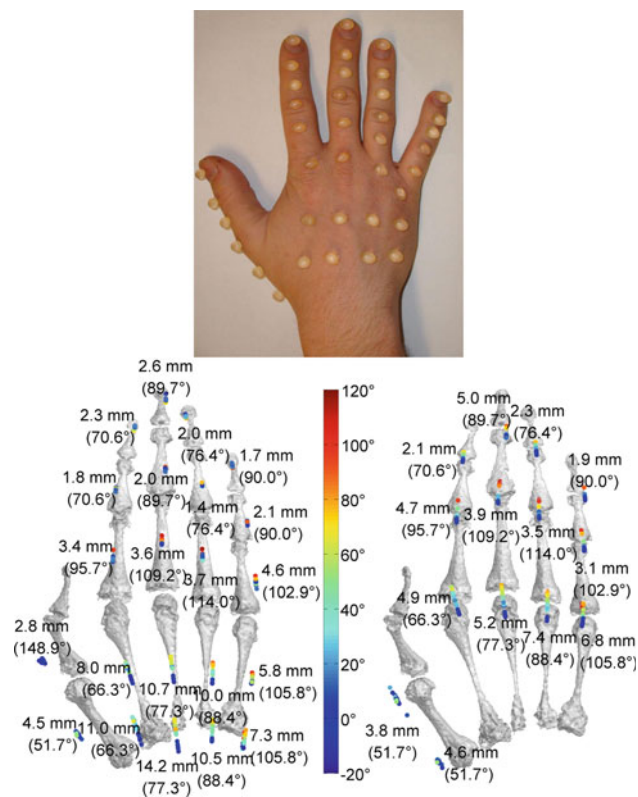 2.6 mm
(89.7°)
2.3 mm
(70.6°)
2.0 mm
(76.4°)
1.7 mm
(90.0°)
1.8 mm
(70.6°)
2.0 mm
(89.7°)
1.4 mm
(76.4°)
2.1 mm
(90.0°)
3.4 mm
(95.7°)
3.6 mm
(109.2°)
3.7 mm
(114.0°)
4.6 mm
(102.9°)
2.8 mm
(148.9°)
8.0 mm
(66.3°)
10.7 mm
(77.3°)
10.0 mm
(88.4°)
5.8 mm
(105.8°)
4.5 mm
(51.7°)
11.0 mm
(66.3°)
14.2 mm
(77.3°)
10.5 mm
(88.4°)
7.3 mm
(105.8°)
120°
100°
80°
60°
40°
20°
0°
-20°
5.0 mm
(89.7°)
2.3 mm
(76.4°)
2.1 mm
(70.6°)
1.9 mm
(90.0°)
4.7 mm
(95.7°)
3.9 mm
(109.2°)
3.5 mm
(114.0°)
3.1 mm
(102.9°)
4.9 mm
(66.3°)
5.2 mm
(77.3°)
7.4 mm
(88.4°)
6.8 mm
(105.8°)
3.8 mm
(51.7°)
4.6 mm
(51.7°)